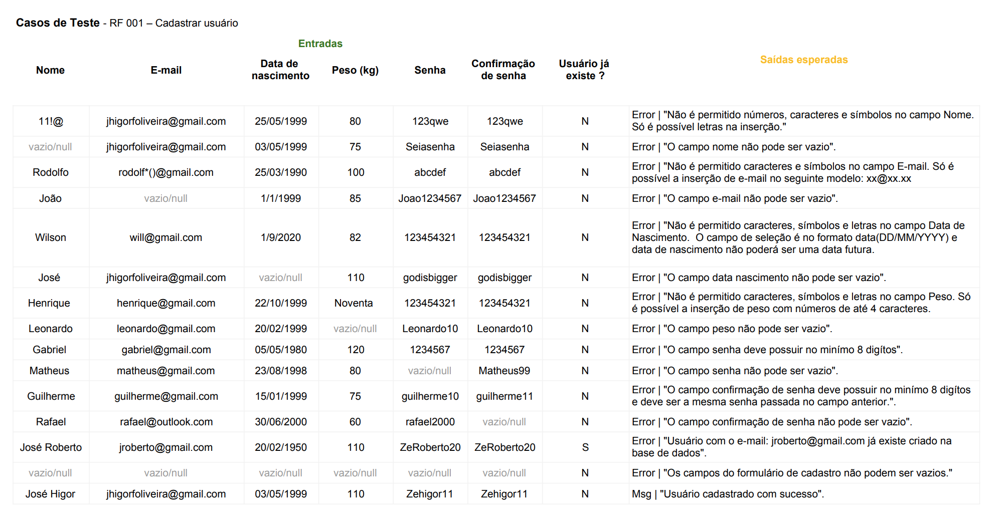 Casos de Teste - RF 001 – Cadastrar usuário
Entradas
Saídas esperadas
Nome
E-mail
Data de
nascimento
Peso (kg)
Senha
Confirmação
de senha
Usuário já
existe ?
11!@ jhigorfoliveira@gmail.com 25/05/1999 80 123qwe 123qwe N Error | "Não é permitido números, caracteres e símbolos no campo Nome.
Só é possível letras na inserção."
vazio/null jhigorfoliveira@gmail.com 03/05/1999 75 Seiasenha Seiasenha N Error | "O campo nome não pode ser vazio".
Rodolfo rodolf*()@gmail.com 25/03/1990 100 abcdef abcdef N Error | "Não é permitido caracteres e símbolos no campo E-mail. Só é
possível a inserção de e-mail no seguinte modelo: xx@xx.xx
João vazio/null 1/1/1999 85 Joao1234567 Joao1234567 N Error | "O campo e-mail não pode ser vazio".
Wilson will@gmail.com 1/9/2020 82 123454321 123454321 N Error | "Não é permitido caracteres, símbolos e letras no campo Data de
Nascimento.  O campo de seleção é no formato data(DD/MM/YYYY) e
data de nascimento não poderá ser uma data futura.
José jhigorfoliveira@gmail.com vazio/null 110 godisbigger godisbigger N Error | "O campo data nascimento não pode ser vazio".
Henrique henrique@gmail.com 22/10/1999 Noventa 123454321 123454321 N Error | "Não é permitido caracteres, símbolos e letras no campo Peso. Só
é possível a inserção de peso com números de até 4 caracteres.
Leonardo leonardo@gmail.com 20/02/1999 vazio/null Leonardo10 Leonardo10 N Error | "O campo peso não pode ser vazio".
Gabriel gabriel@gmail.com 05/05/1980 120 1234567 1234567 N Error | "O campo senha deve possuir no minímo 8 digítos".
Matheus matheus@gmail.com 23/08/1998 80 vazio/null Matheus99 N Error | "O campo senha não pode ser vazio".
Guilherme guilherme@gmail.com 15/01/1999 75 guilherme10 guilherme11 N Error | "O campo confirmação de senha deve possuir no minímo 8 digítos
e deve ser a mesma senha passada no campo anterior.".
Rafael rafael@outlook.com 30/06/2000 60 rafael2000 vazio/null N Error | "O campo confirmação de senha não pode ser vazio".
José Roberto jroberto@gmail.com 20/02/1950 110 ZeRoberto20 ZeRoberto20 S Error | "Usuário com o e-mail: jroberto@gmail.com já existe criado na
base de dados".
vazio/null vazio/null vazio/null vazio/null vazio/null vazio/null N Error | "Os campos do formulário de cadastro não podem ser vazios."
José Higor jhigorfoliveira@gmail.com 03/05/1999 110 Zehigor11 Zehigor11 N Msg | "Usuário cadastrado com sucesso".